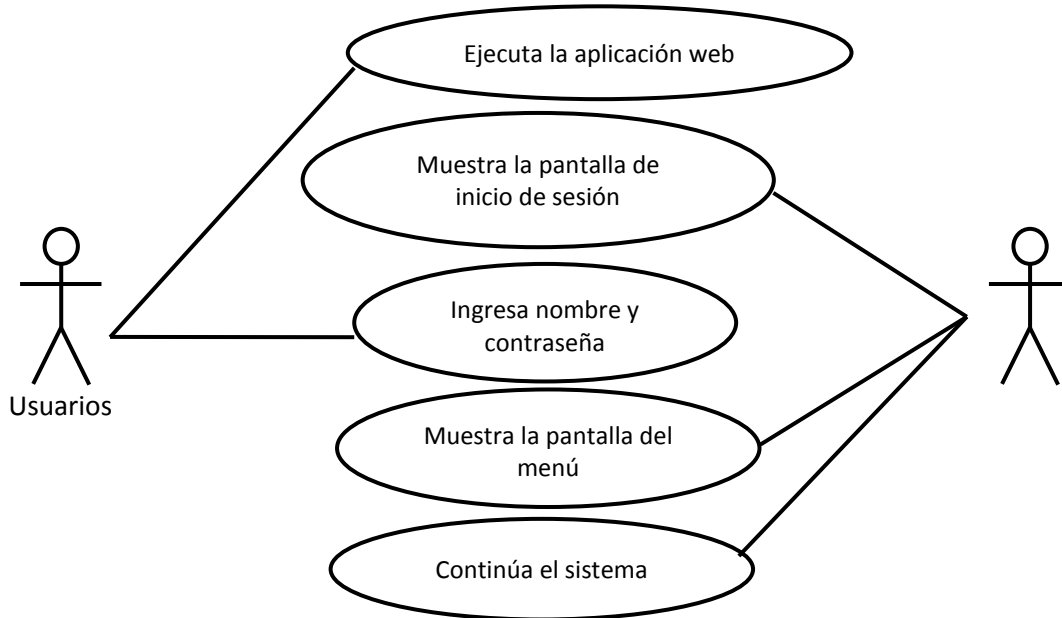 Ejecuta la aplicación web
Muestra la pantalla de
inicio de sesión
Ingresa nombre y
contraseña
Usuarios
Muestra la pantalla del
menú
Continúa el sistema